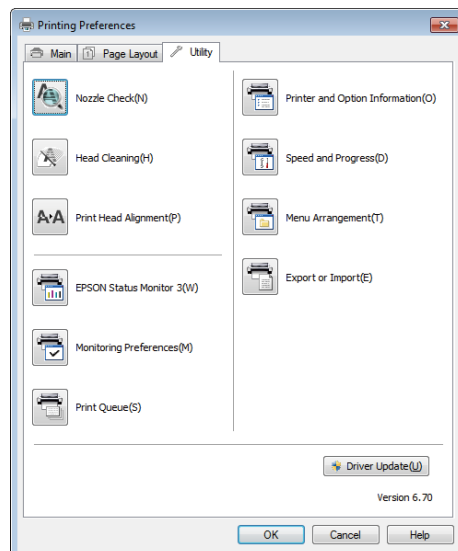 Printing Preferences
Main Page Layout Utility
Nozzle Check(N)
Head Cleaning(H)
Print Head Alignment(P)
EPSON Status Monitor 3(W)
Monitoring Preferences(M)
Print Queue(S)
Printer and Option Information(O)
Speed and Progress(D)
Menu Arrangement(T)
Export or Import(E)
Driver Update(U)
Version 6.70
OK Cancel Help